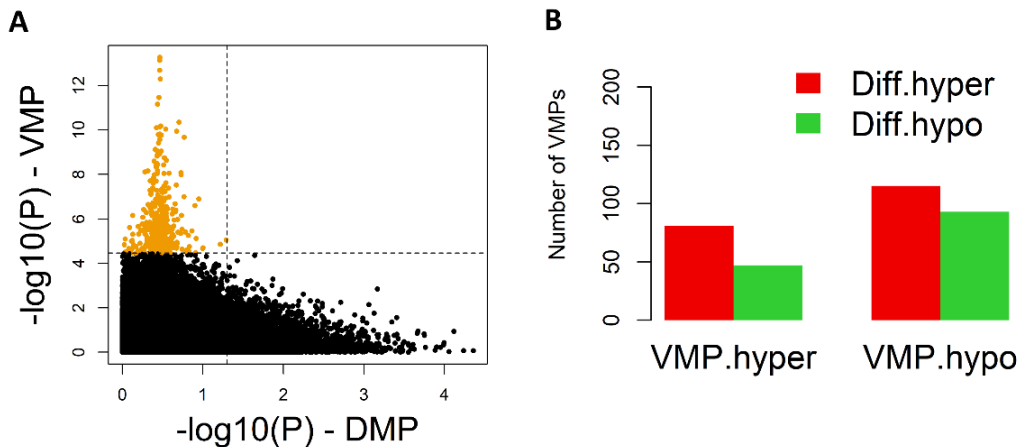 A
-log10(P) - VMP
12
10
8
6
4
2
0
0 1 2 3 4
-log10(P) - DMP
B
Number of VMPs
200
150
100
50
0
Diff.hyper
Diff.hypo
VMP.hyper VMP.hypo